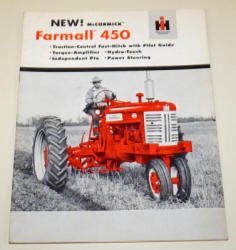 NEW! McCORMICK
Farmall 450
• Traction-Control Fast-Hitch with Pilot Guide
• Torque-Amplifier • Hydra-Touch
• Independent Pto • Power Steering
IH